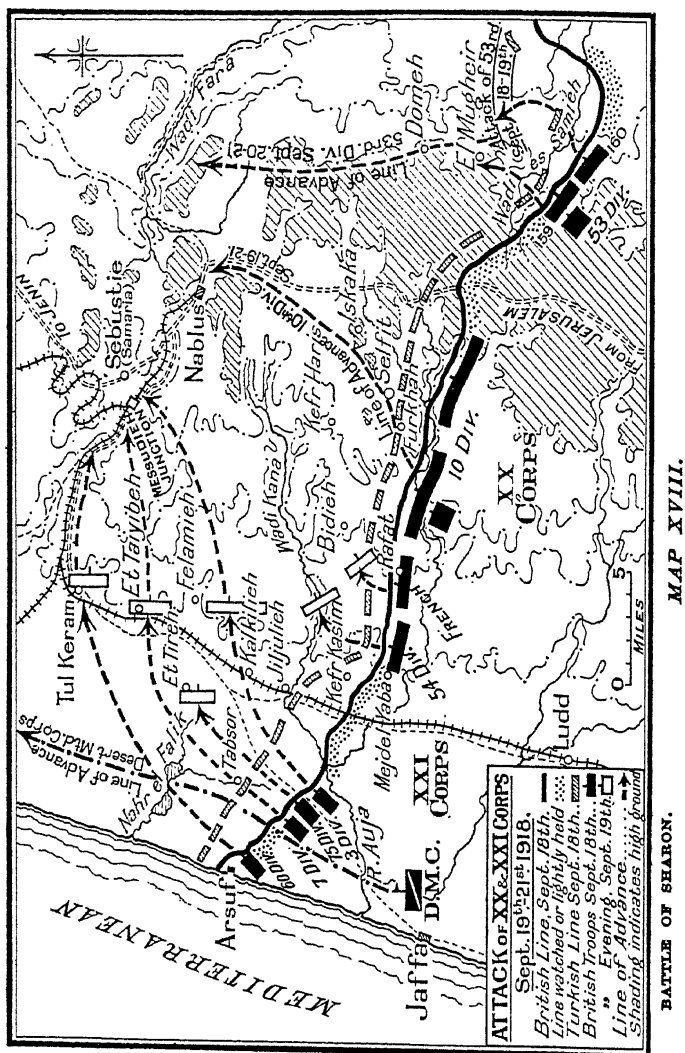 MEDITERRANEAN
Arsuf
Jaffa
D.M.C.
Nahr el Falik
Line of Advance
Desert Mtd. corps
Tabsor
60 DIV.
7 DIV.
75 DIV.
3 DIV.
R. Auja
XXI
CORPS
Ludd
Mejdel Yaba
54 Div.
FRENCH
Rafat
Kefr Kasim
Jijulieh
Kalkilieh
Et Tireh
Felamieh
Et Taiyibeh
Tul Keram
MESSUDIE
JUNCTION
Sebustie
(Samaria)
TO JENIN
Nablus
Wadi Kana
Bidieh
Kefr Haris
Iskaka
Selfit
Furkhah
Line of Advance 10th DIV. Sept. 19-21
10 Div.
XX
CORPS
FROM JERUSALEM
Wadi Fara
Line of Advance
53rd. Div. Sept. 20-21
Domeh
El Mugheir
Attack of 53rd
Sept.
18-19th
Wadi es Samieh
159
160
53 Div.
0 5
MILES
ATTACK OF XX & XXI CORPS
Sept. 19th-21st 1918.
British Line, Sept. 18th.
Line watched or lightly held
Turkish Line Sept. 18th.
British Troops Sept. 18th.
„ Evening Sept. 19th
Line of Advance
Shading indicates high ground
BATTLE OF SHARON.
MAP XVIII.